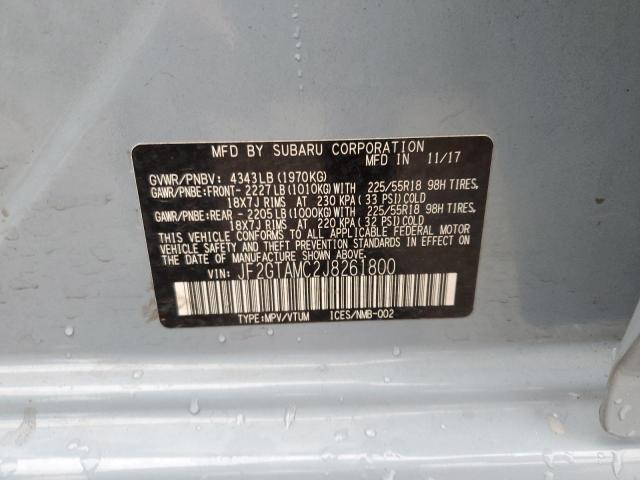 MFD BY SUBARU CORPORATION
MFD IN 11/17
GVWR/PNBV: 4343LB(1970KG)
GAWR/PNBE:FRONT-2227LB(1010KG)WITH 225/55R18 98H TIRES,
18X7J RIMS AT 230 KPA(33 PSI)COLD
GAWR/PNBE:REAR -2205LB(1000KG)WITH 225/55R18 98H TIRES,
18X7J RIMS AT 220 KPA(32 PSI)COLD
THIS VEHICLE CONFORMS TO ALL APPLICABLE FEDERAL MOTOR
VEHICLE SAFETY AND THEFT PREVENTION STANDARDS IN EFFECT ON THE
DATE OF MANUFACTURE SHOWN ABOVE.
VIN: JF2GTAMC2J8261800
TYPE:MPV/VTUM ICES/NMB-002